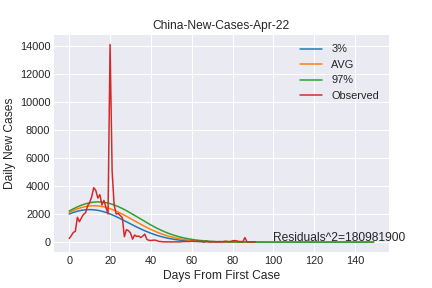 China-New-Cases-Apr-22
3%
AVG
97%
Observed
Daily New Cases
14000
12000
10000
8000
6000
4000
2000
0
Residuals^2=180981900
0 20 40 60 80 100 120 140
Days From First Case